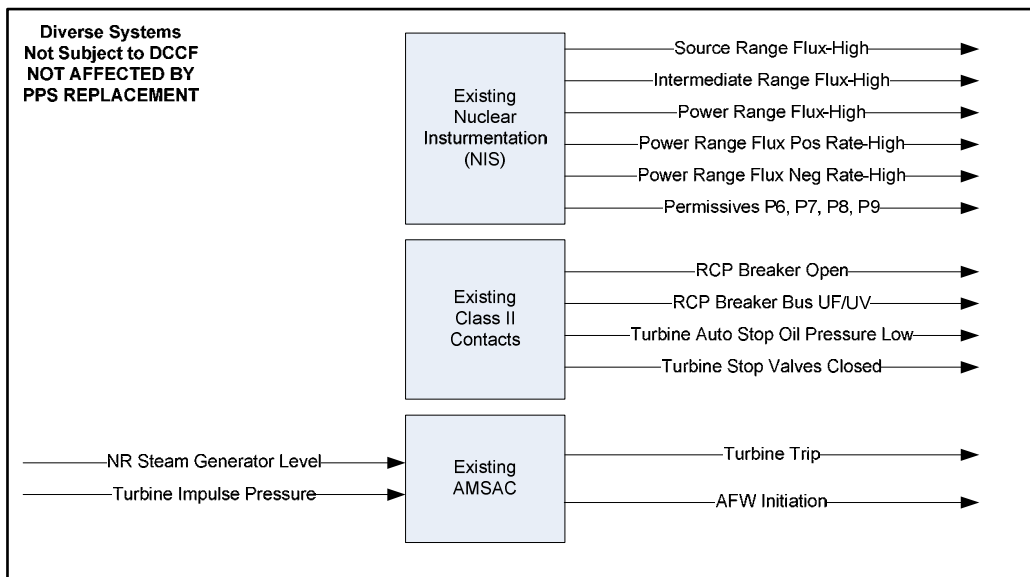 Diverse Systems
Not Subject to DCCF
NOT AFFECTED BY
PPS REPLACEMENT
Existing
Nuclear
Insturmentation
(NIS)
Source Range Flux-High
Intermediate Range Flux-High
Power Range Flux-High
Power Range Flux Pos Rate-High
Power Range Flux Neg Rate-High
Permissives P6, P7, P8, P9
Existing
Class II
Contacts
RCP Breaker Open
RCP Breaker Bus UF/UV
Turbine Auto Stop Oil Pressure Low
Turbine Stop Valves Closed
NR Steam Generator Level
Turbine Impulse Pressure
Existing
AMSAC
Turbine Trip
AFW Initiation